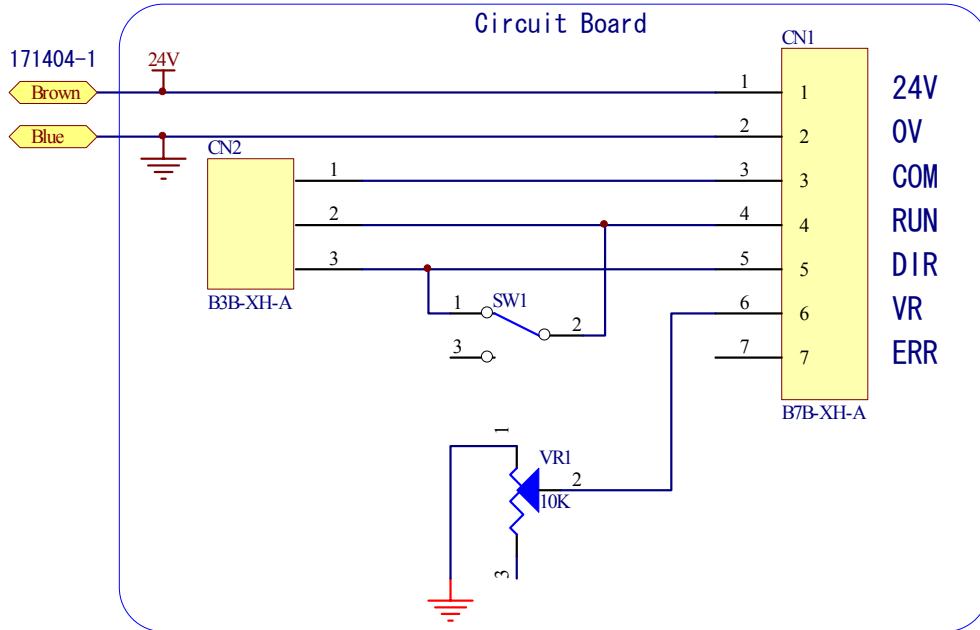 Circuit Board
171404-1
24V
CN1
Brown
1
1
24V
Blue
2
2
0V
CN2
1
3
3
COM
2
4
4
RUN
3
5
5
DIR
B3B-XH-A
1
SW1
2
6
6
VR
3
7
7
ERR
B7B-XH-A
1
VR1
2
10K
3